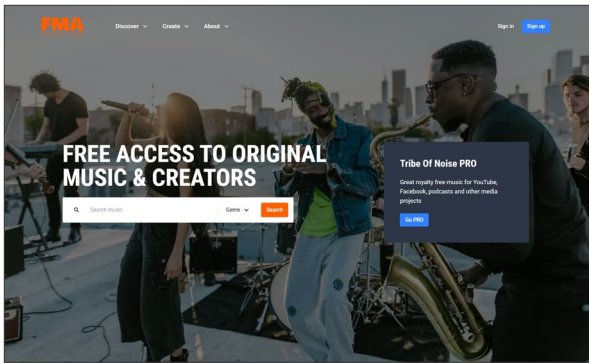 FMA
Discover
Create
About
Sign in
Sign up
FREE ACCESS TO ORIGINAL
MUSIC & CREATORS
Search music
Genre
Search
Tribe Of Noise PRO
Great royalty free music for YouTube,
Facebook, podcasts and other media
projects
Go PRO